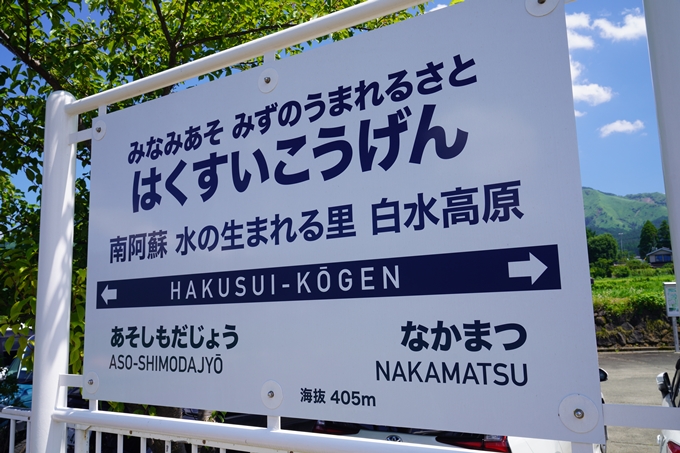 みなみあそ みずのうまれるさと
はくすいこうげん
南阿蘇 水の生まれる里 白水高原
HAKUSUI-KŌGEN
あそしもだじょう
ASO-SHIMODAJYŌ
なかまつ
NAKAMATSU
海抜 405m